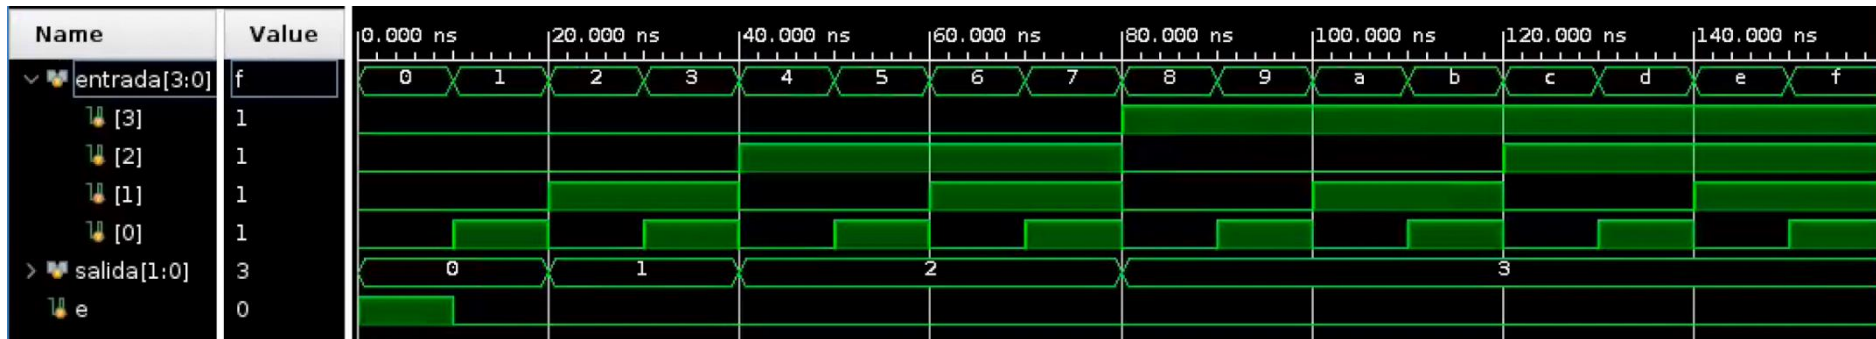 Name Value 0.000 ns 20.000 ns 40.000 ns 60.000 ns 80.000 ns 100.000 ns 120.000 ns 140.000 ns
entrada[3:0] f 0 1 2 3 4 5 6 7 8 9 a b c d e f
[3] 1
[2] 1
[1] 1
[0] 1
salida[1:0] 3 0 1 2 3
e 0